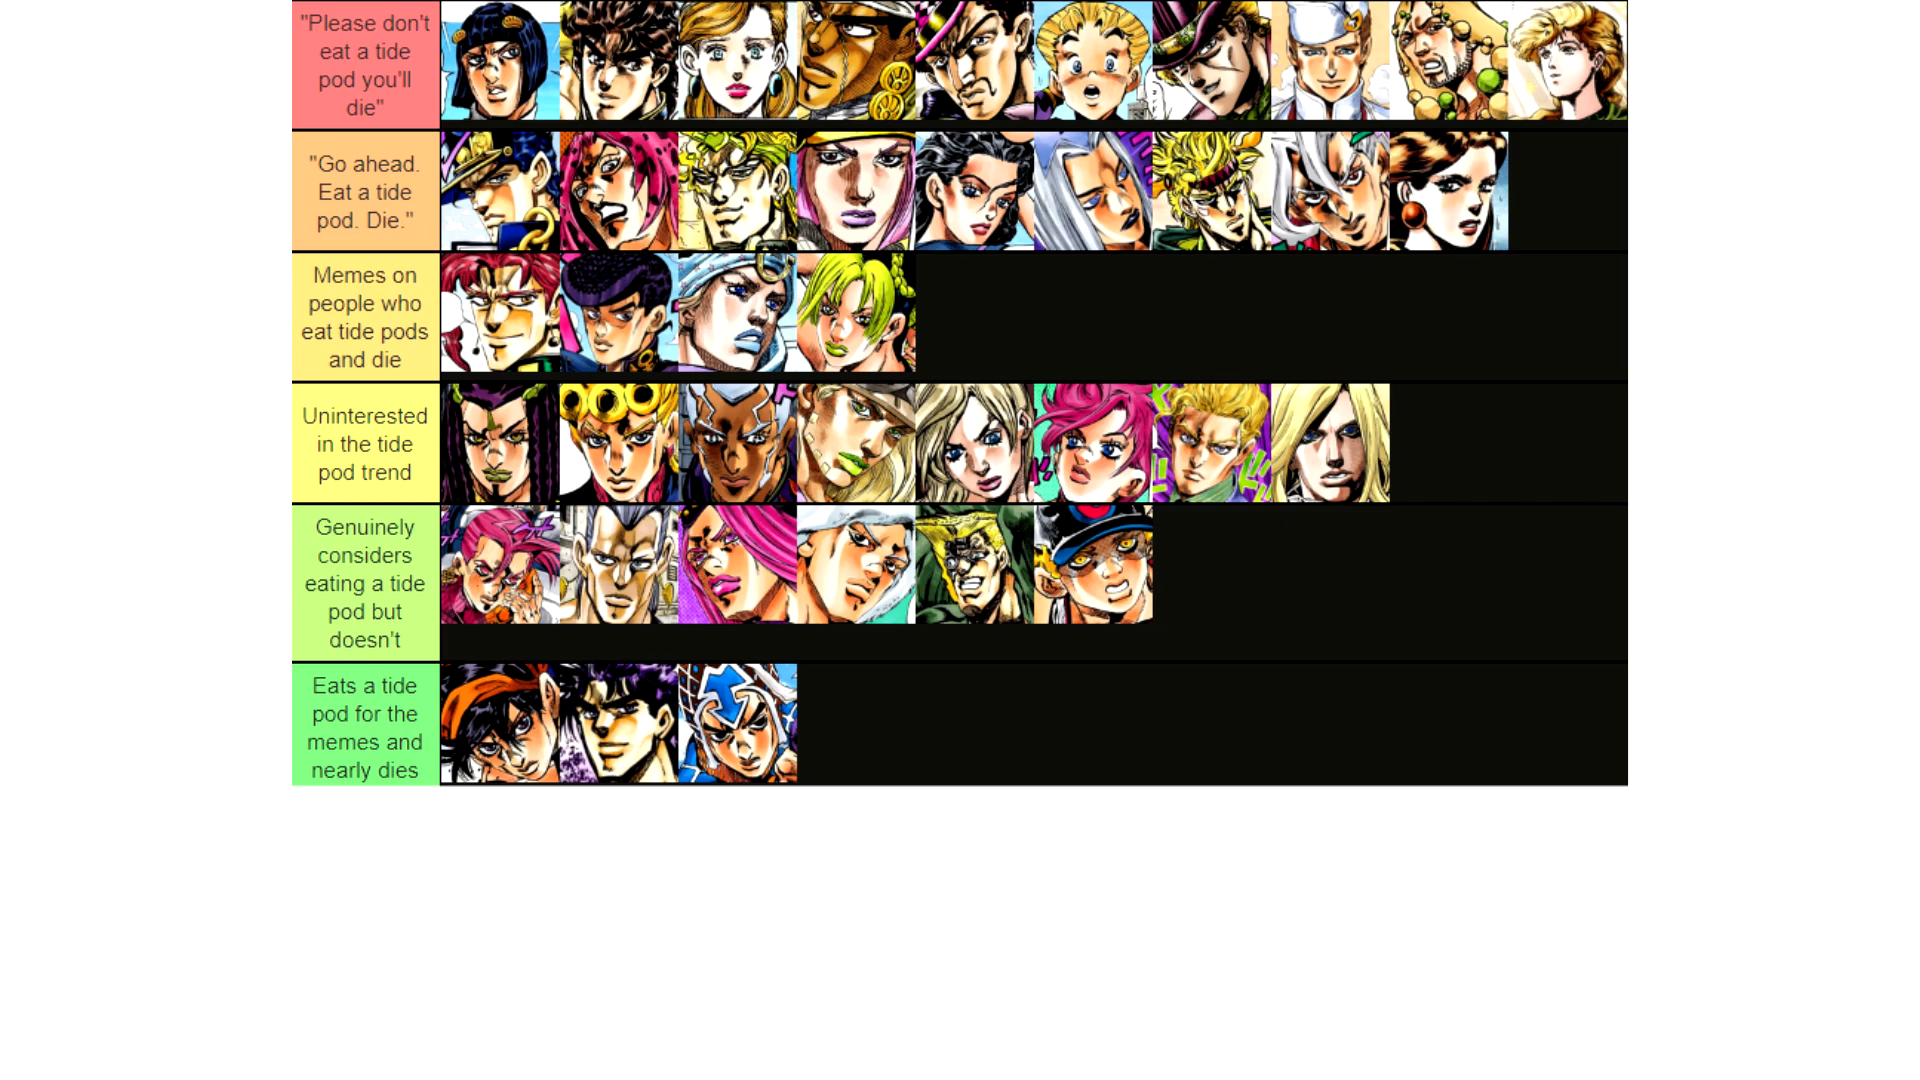 "Please don't
eat a tide
pod you'll
die"
"Go ahead.
Eat a tide
pod. Die."
Memes on
people who
eat tide pods
and die
Uninterested
in the tide
pod trend
Genuinely
considers
eating a tide
pod but
doesn't
Eats a tide
pod for the
memes and
nearly dies